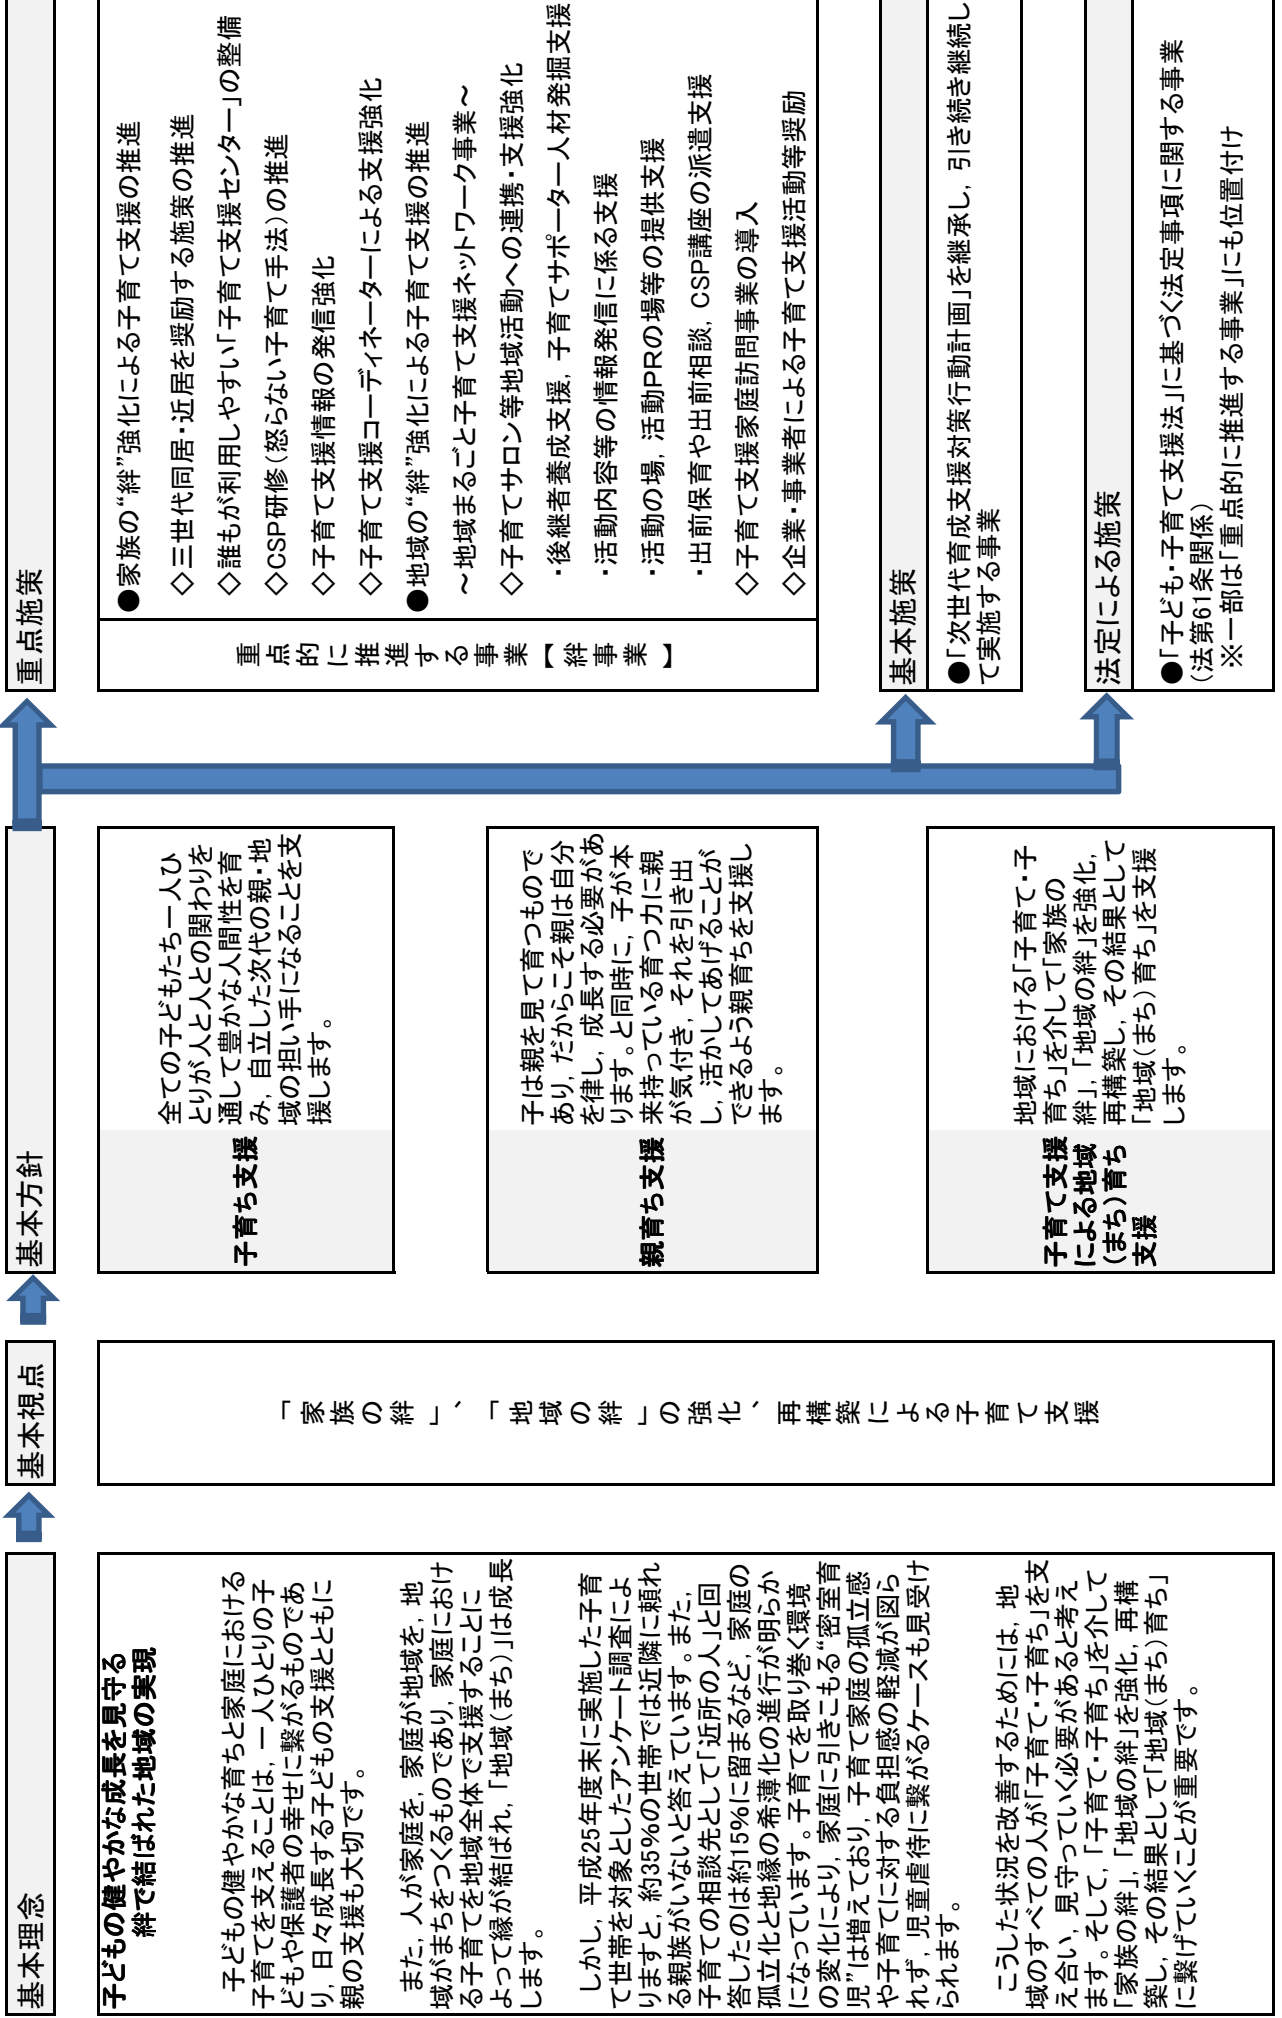 基本理念
子どもの健やかな成長を見守る
絆で結ばれた地域の実現
子どもの健やかな育ちと家庭における
子育てを支えることは，一人ひとりの子
どもや保護者の幸せに繋がるものであ
り，日々成長する子どもの支援とともに
親の支援も大切です。
また，人が家庭を，家庭が地域を，地
域がまちをつくるものであり，家庭におけ
る子育てを地域全体で支援することに
よって縁が結ばれ，「地域（まち）」は成長
します。
しかし，平成25年度末に実施した子育
て世帯を対象としたアンケート調査によ
りますと，約35％の世帯では近隣に頼れ
る親族がいないと答えています。また，
子育ての相談先として「近所の人」と回
答したのは約15％に留まるなど，家庭の
孤立化と地縁の希薄化の進行が明らか
になっています。子育てを取り巻く環境
の変化により，家庭に引きこもる“密室育
児”は増えており，子育て家庭の孤立感
や子育てに対する負担感の軽減が図ら
れず，児童虐待に繋がるケースも見受け
られます。
こうした状況を改善するためには，地
域のすべての人が「子育て・子育ち」を支
え合い，見守っていく必要があると考え
ます。そして，「子育て・子育ち」を介して
「家族の絆」，「地域の絆」を強化，再構
築し，その結果として「地域（まち）育ち」
に繋げていくことが重要です。
基本視点
「家族の絆」、「地域の絆」の強化、再構築による子育て支援
基本方針
子育ち支援
全ての子どもたち一人ひ
とりが人と人との関わりを
通して豊かな人間性を育
み，自立した次代の親・地
域の担い手になることを支
援します。
親育ち支援
子は親を見て育つもので
あり，だからこそ親は自分
を律し，成長する必要があ
ります。と同時に，子が本
来持っている育つ力に親
が気付き，それを引き出
し，活かしてあげることが
できるよう親育ちを支援し
ます。
子育て支援
による地域
（まち）育ち
支援
地域における「子育て・子
育ち」を介して「家族の
絆」，「地域の絆」を強化，
再構築し，その結果として
「地域（まち）育ち」を支援
します。
重点施策
重点的に推進する事業【絆事業】
●家族の“絆”強化による子育て支援の推進
◇三世代同居・近居を奨励する施策の推進
◇誰もが利用しやすい「子育て支援センター」の整備
◇CSP研修（怒らない子育て手法）の推進
◇子育て支援情報の発信強化
◇子育て支援コーディネーターによる支援強化
●地域の“絆”強化による子育て支援の推進
～地域まるごと子育て支援ネットワーク事業～
◇子育てサロン等地域活動への連携・支援強化
・後継者養成支援，子育てサポーター人材発掘支援
・活動内容等の情報発信に係る支援
・活動の場，活動PRの場等の提供支援
・出前保育や出前相談，CSP講座の派遣支援
◇子育て支援家庭訪問事業の導入
◇企業・事業者による子育て支援活動等奨励
基本施策
●「次世代育成支援対策行動計画」を継承し，引き続き継続し
て実施する事業
法定による施策
●「子ども・子育て支援法」に基づく法定事項に関する事業
（法第61条関係）
※一部は「重点的に推進する事業」にも位置付け